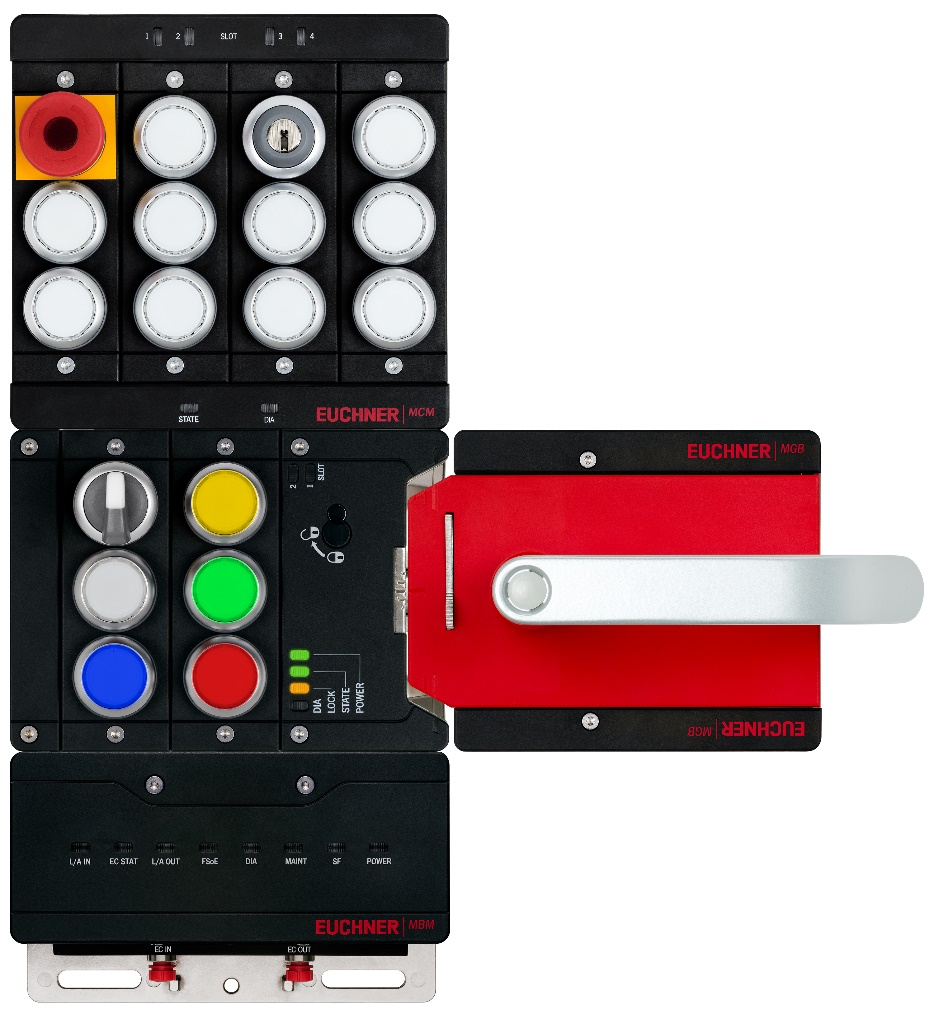 1 2 SLOT 3 4
STATE DIA
EUCHNER MCM
2 1 SLOT
DIA
LOCK
STATE
POWER
EUCHNER MGB
EUCHNER MGB
L/A IN EC STAT L/A OUT FSoE DIA MAINT SF POWER
EUCHNER MBM
EC IN EC OUT